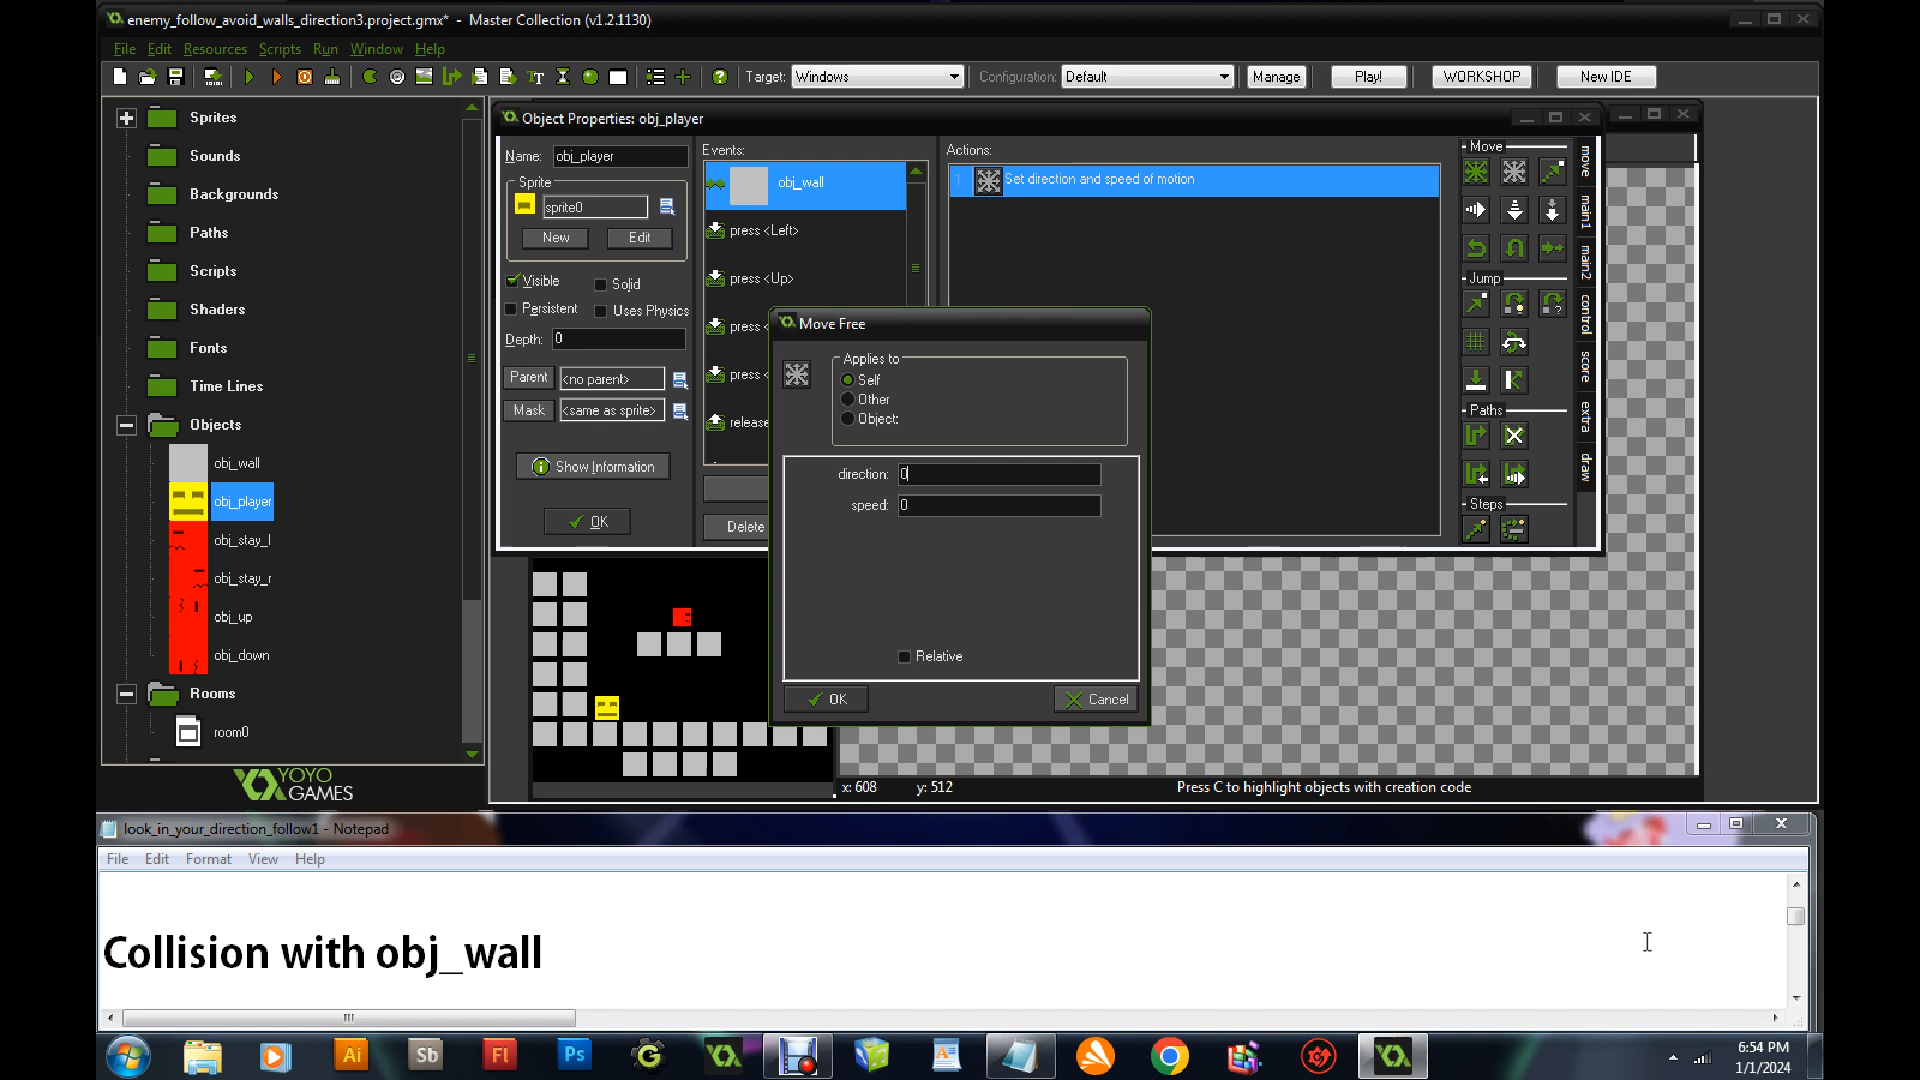 enemy_follow_avoid_walls_direction3.project.gmx* - Master Collection (v1.2.1130)
File Edit Resources Scripts Run Window Help
Target: Windows Configuration: Default Manage Play! WORKSHOP New IDE
Sprites
Sounds
Backgrounds
Paths
Scripts
Shaders
Fonts
Time Lines
Objects
obj_wall
obj_player
obj_stay_l
obj_stay_r
obj_up
obj_down
Rooms
room0
YOYO
GAMES
Object Properties: obj_player
Name: obj_player
Sprite
sprite0
New Edit
Visible Solid
Persistent Uses Physics
Depth: 0
Parent <no parent>
Mask <same as sprite>
Show Information
OK
Events:
obj_wall
press <Left>
press <Up>
press <
press <
release
Delete
Actions:
1 Set direction and speed of motion
Move
Jump
Paths
Steps
move
main1
main2
control
score
extra
draw
Move Free
Applies to
Self
Other
Object:
direction: 0
speed: 0
Relative
OK Cancel
x: 608 y: 512 Press C to highlight objects with creation code
look_in_your_direction_follow1 - Notepad
File Edit Format View Help
Collision with obj_wall
Ai Sb Fl Ps
6:54 PM
1/1/2024